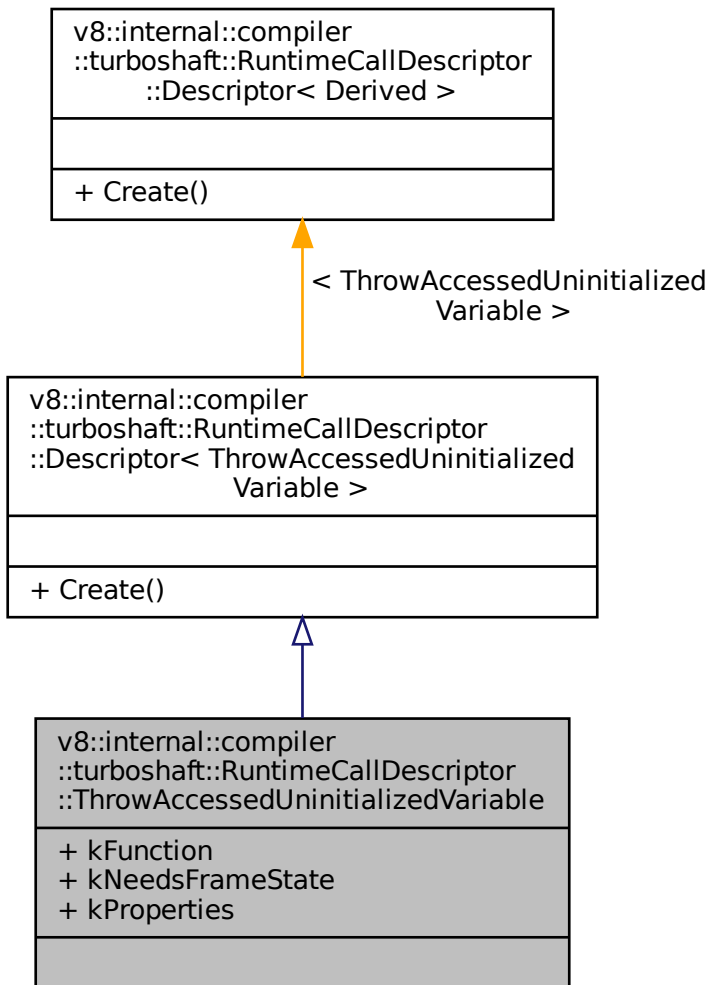 v8::internal::compiler
::turboshaft::RuntimeCallDescriptor
::Descriptor< Derived >
+ Create()
< ThrowAccessedUninitialized
Variable >
v8::internal::compiler
::turboshaft::RuntimeCallDescriptor
::Descriptor< ThrowAccessedUninitialized
Variable >
+ Create()
v8::internal::compiler
::turboshaft::RuntimeCallDescriptor
::ThrowAccessedUninitializedVariable
+ kFunction
+ kNeedsFrameState
+ kProperties